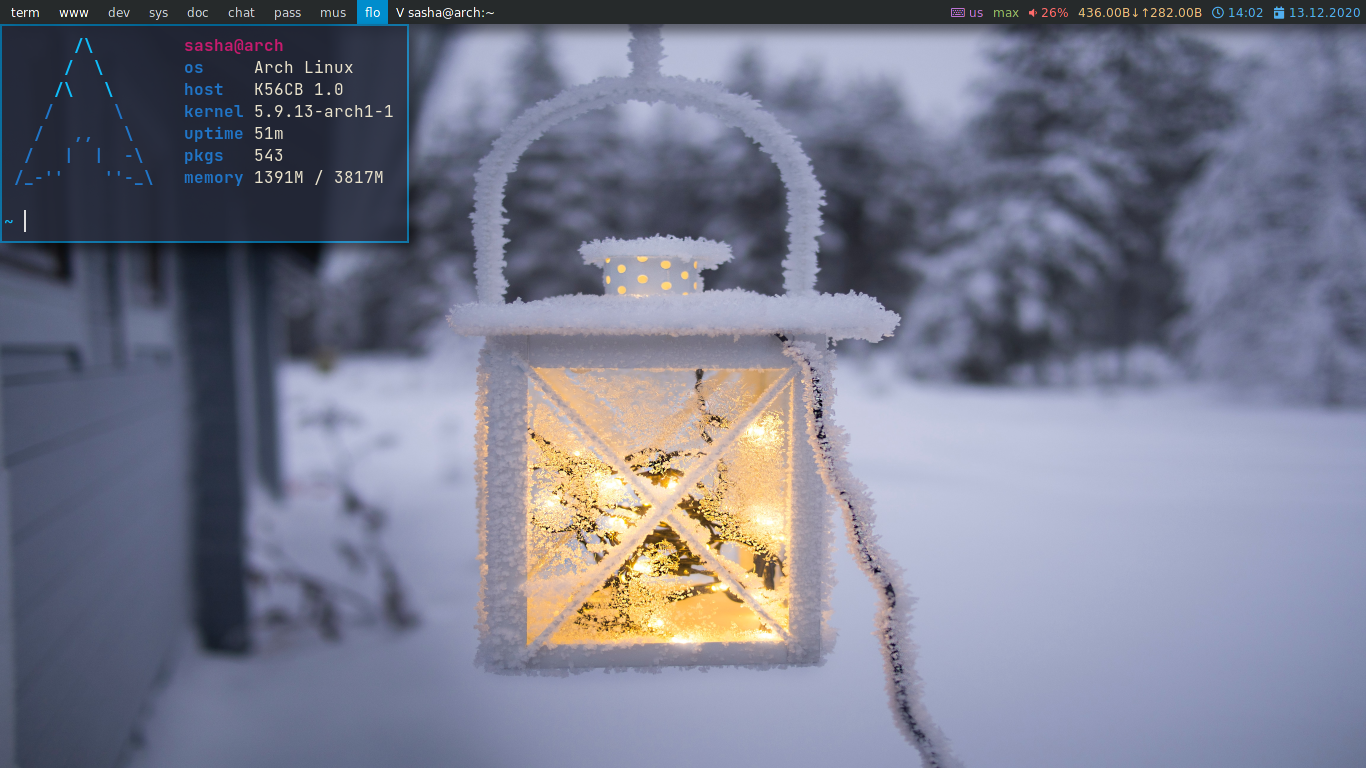 term www dev sys doc chat pass mus flo V sasha@arch:~ us max 26% 436.00B↓↑282.00B 14:02 13.12.2020
sasha@arch
os Arch Linux
host K56CB 1.0
kernel 5.9.13-arch1-1
uptime 51m
pkgs 543
memory 1391M / 3817M
~